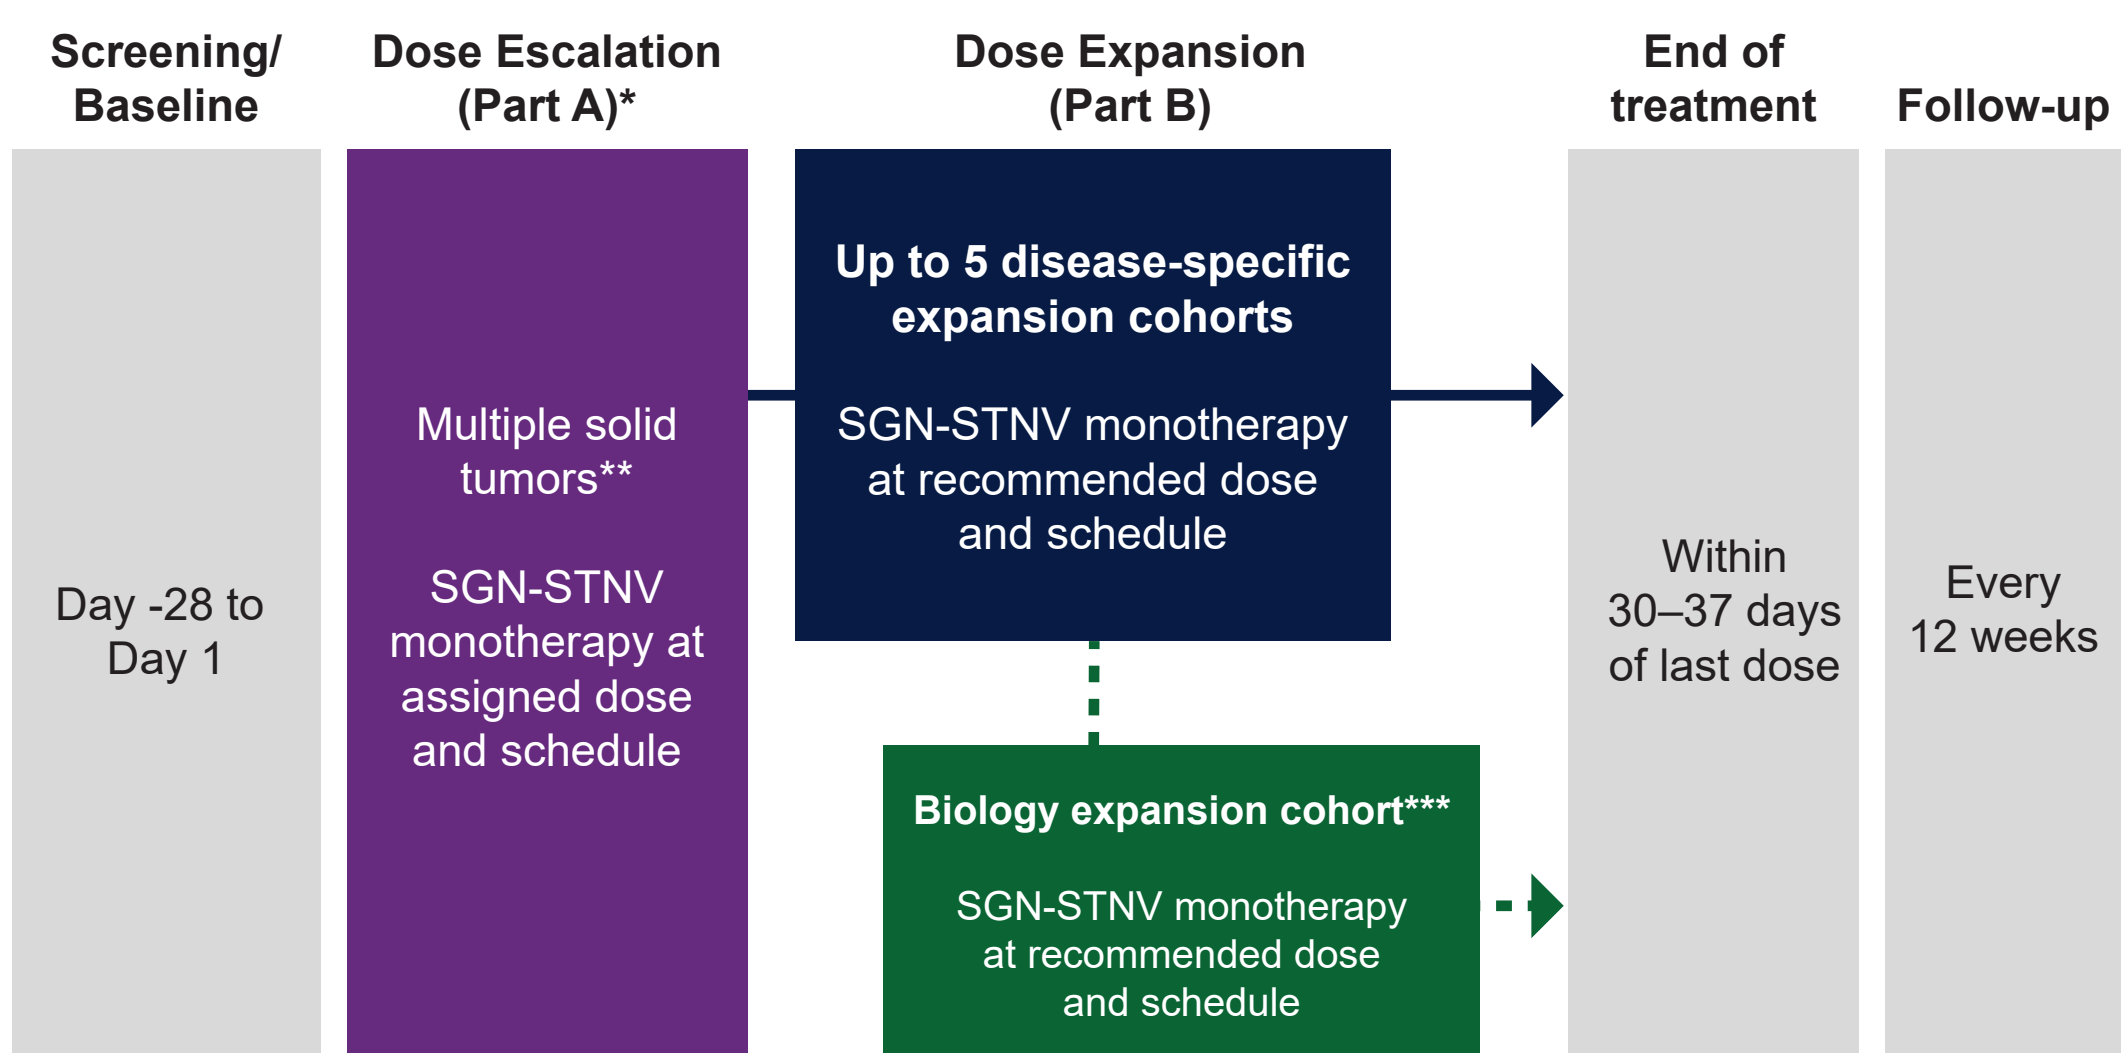 Screening/
Baseline
Day -28 to
Day 1
Dose Escalation
(Part A)*
Multiple solid
tumors**
SGN-STNV
monotherapy at
assigned dose
and schedule
Dose Expansion
(Part B)
Up to 5 disease-specific
expansion cohorts
SGN-STNV monotherapy
at recommended dose
and schedule
Biology expansion cohort***
SGN-STNV monotherapy
at recommended dose
and schedule
End of
treatment
Within
30–37 days
of last dose
Follow-up
Every
12 weeks